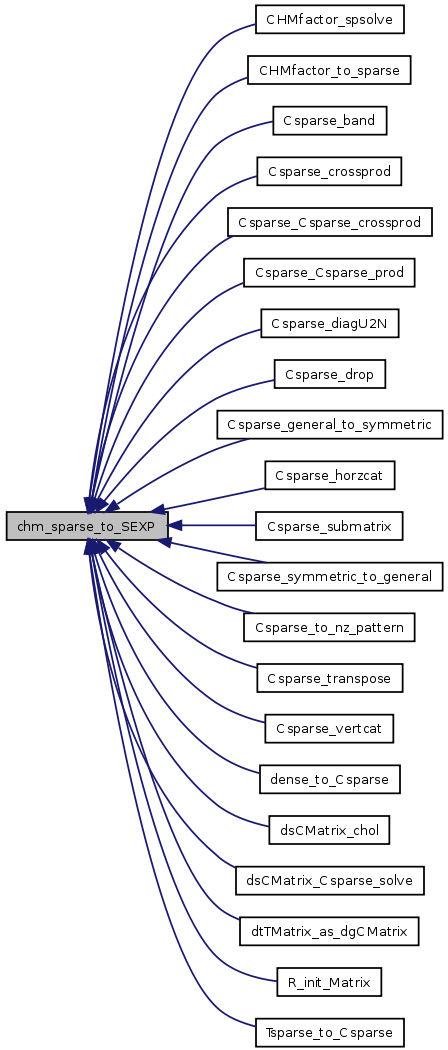 CHMfactor_spsolve
CHMfactor_to_sparse
Csparse_band
Csparse_crossprod
Csparse_Csparse_crossprod
Csparse_Csparse_prod
Csparse_diagU2N
Csparse_drop
Csparse_general_to_symmetric
Csparse_horzcat
chm_sparse_to_SEXP
Csparse_submatrix
Csparse_symmetric_to_general
Csparse_to_nz_pattern
Csparse_transpose
Csparse_vertcat
dense_to_Csparse
dsCMatrix_chol
dsCMatrix_Csparse_solve
dtTMatrix_as_dgCMatrix
R_init_Matrix
Tsparse_to_Csparse